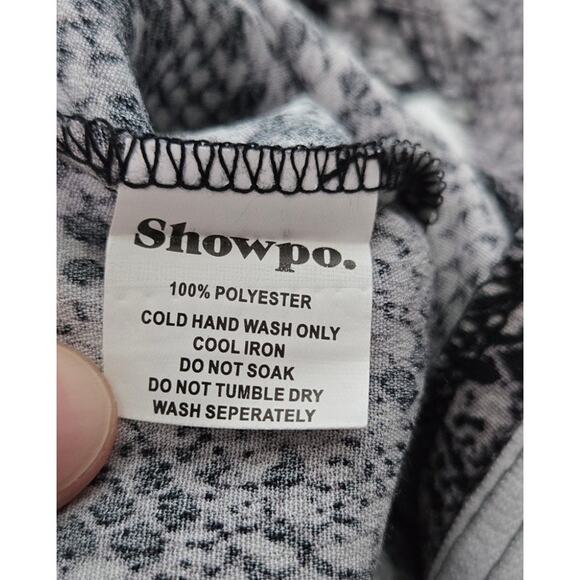 Showpo.
100% POLYESTER
COLD HAND WASH ONLY
COOL IRON
DO NOT SOAK
DO NOT TUMBLE DRY
WASH SEPERATELY